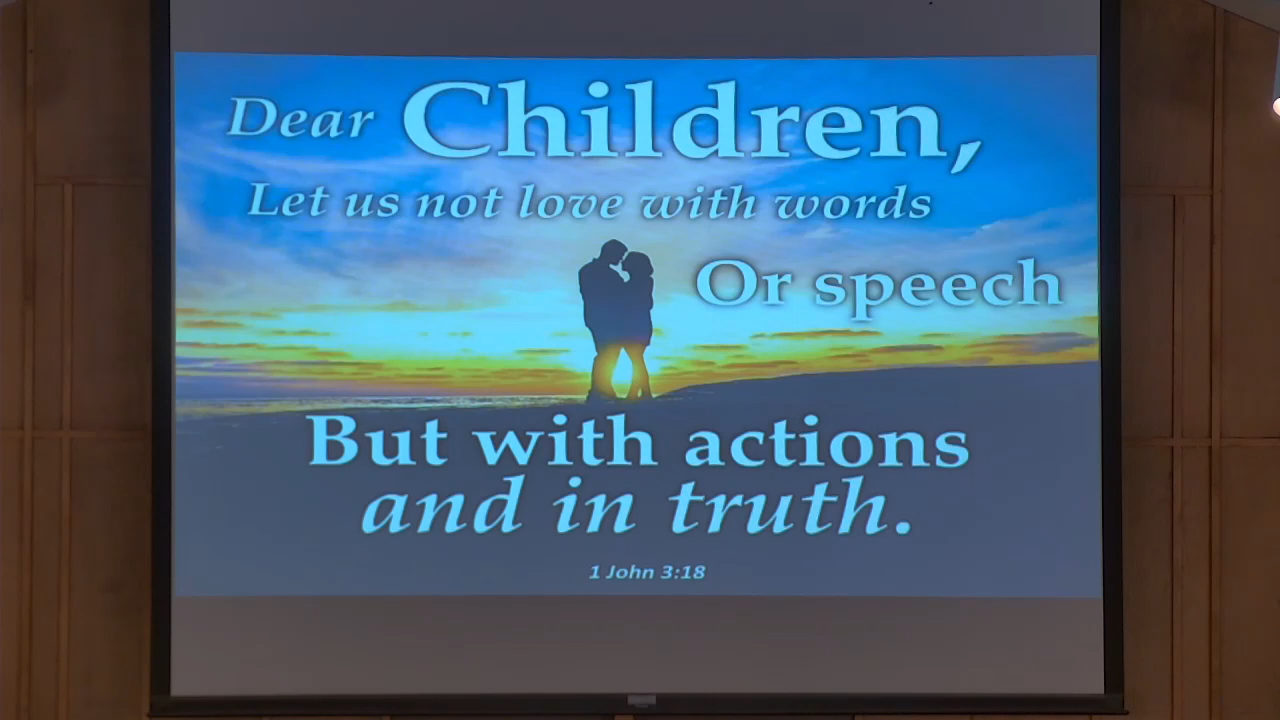 Dear Children,
Let us not love with words
Or speech
But with actions
and in truth.
1 John 3:18